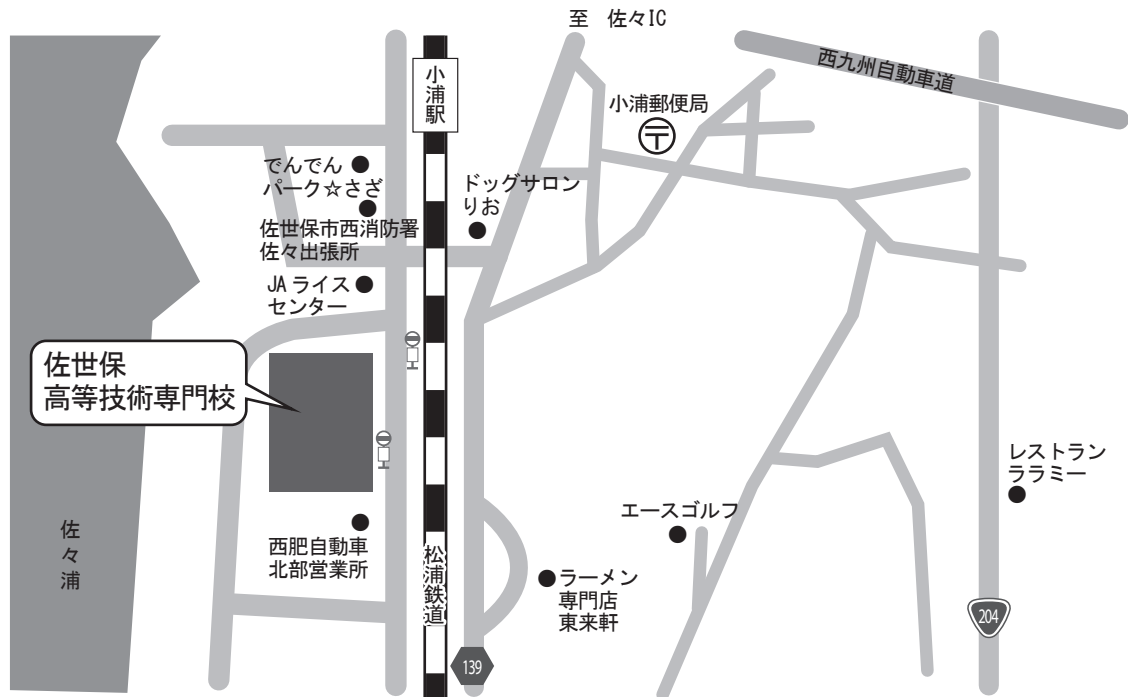 至 佐々IC
西九州自動車道
小浦駅
小浦郵便局
でんでん
パーク☆さざ
ドッグサロン
りお
佐世保市西消防署
佐々出張所
JAライス
センター
佐世保
高等技術専門校
レストラン
ララミー
エースゴルフ
佐々浦
西肥自動車
北部営業所
松浦鉄道
ラーメン
専門店
東来軒
204
139